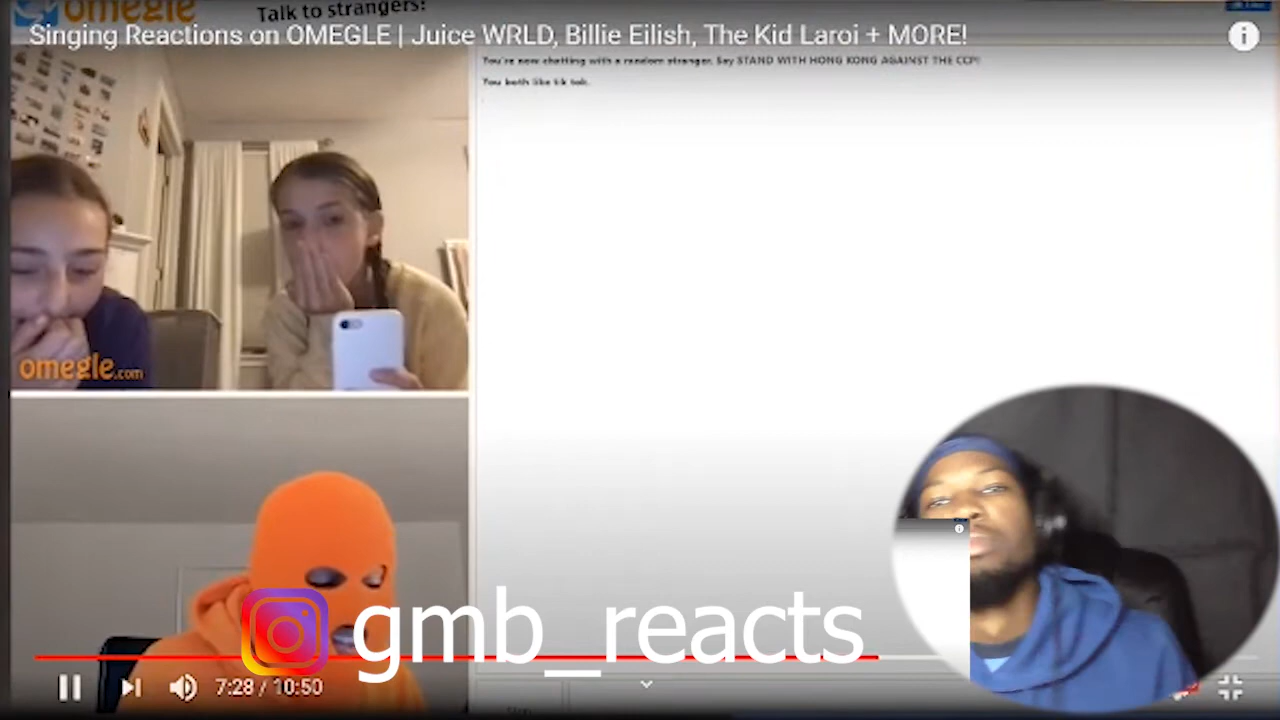 omegle
Talk to strangers!
Singing Reactions on OMEGLE | Juice WRLD, Billie Eilish, The Kid Laroi + MORE!
You're now chatting with a random stranger. Say STAND WITH HONG KONG AGAINST THE CCP!
You both like tik tok.
omegle.com
gmb_reacts
7:28 / 10:50